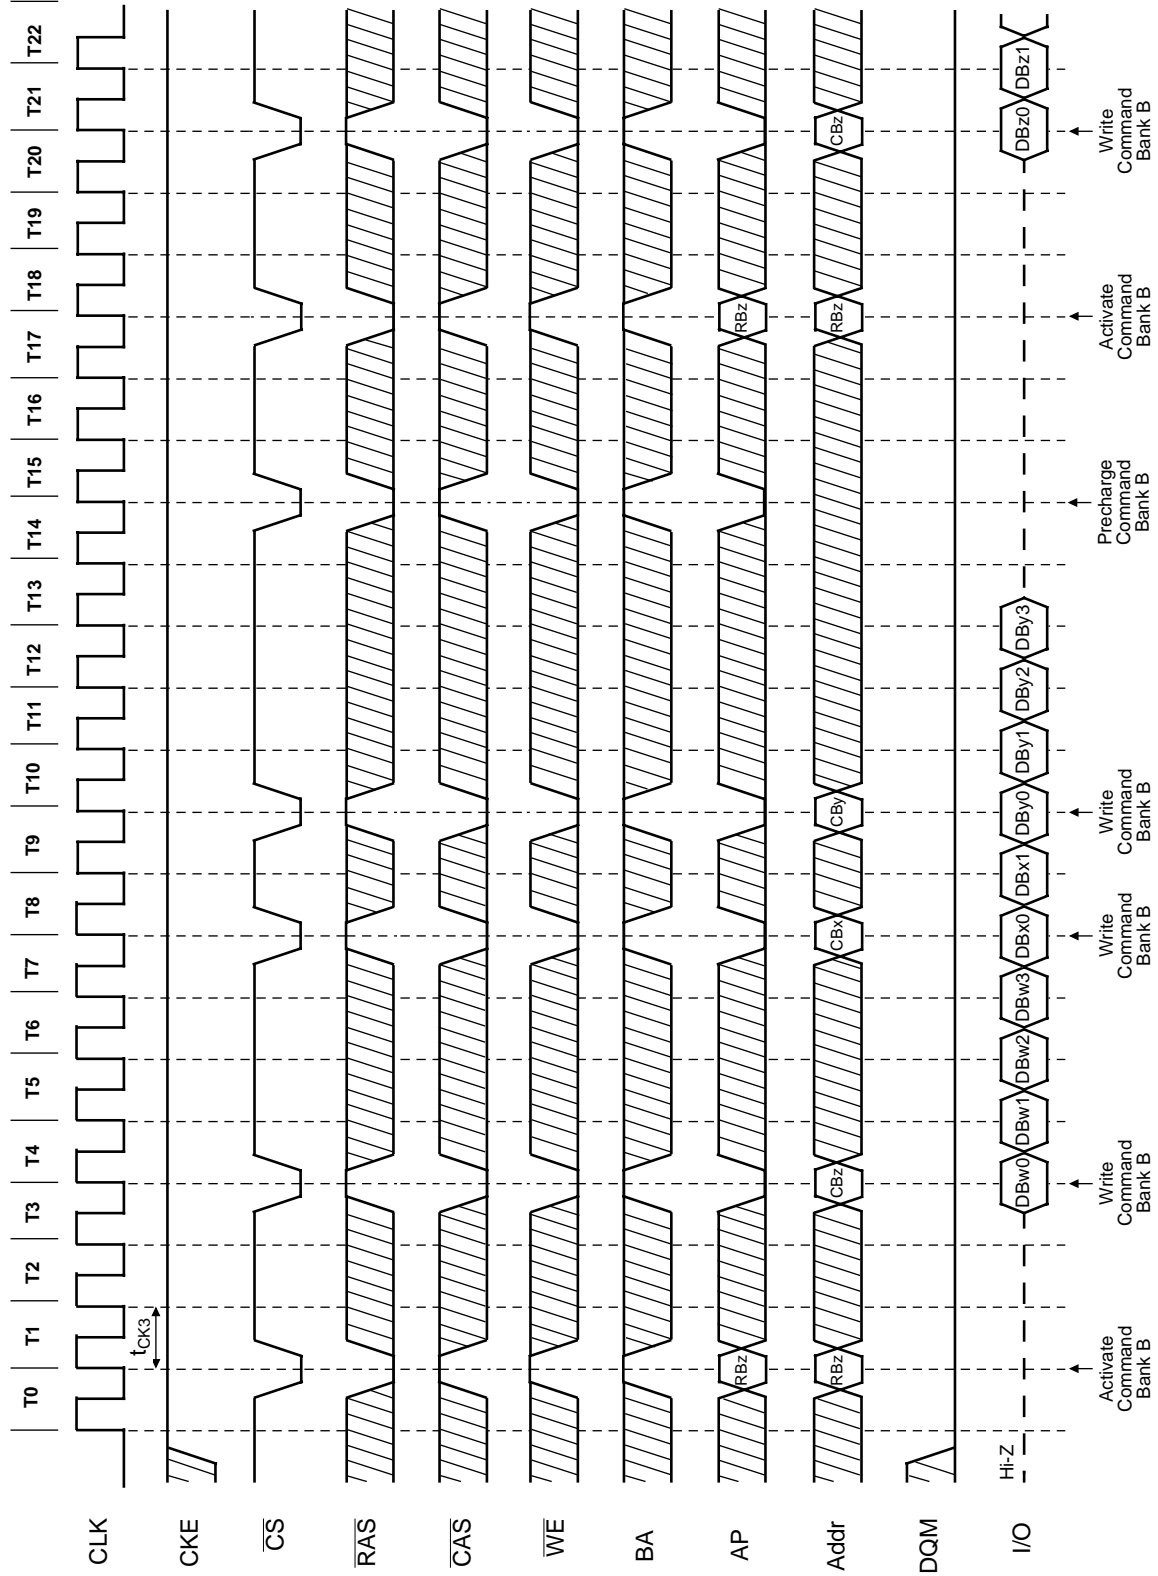 T0 T1 T2 T3 T4 T5 T6 T7 T8 T9 T10 T11 T12 T13 T14 T15 T16 T17 T18 T19 T20 T21 T22
CLK
tCK3
CKE
CS
RAS
CAS
WE
BA
AP RBz RBz
Addr RBz CBz CBx CBy RBz CBz
DQM
I/O Hi-Z DBw0 DBw1 DBw2 DBw3 DBx0 DBx1 DBy0 DBy1 DBy2 DBy3 DBz0 DBz1
Activate
Command
Bank B
Write
Command
Bank B
Write
Command
Bank B
Write
Command
Bank B
Precharge
Command
Bank B
Activate
Command
Bank B
Write
Command
Bank B